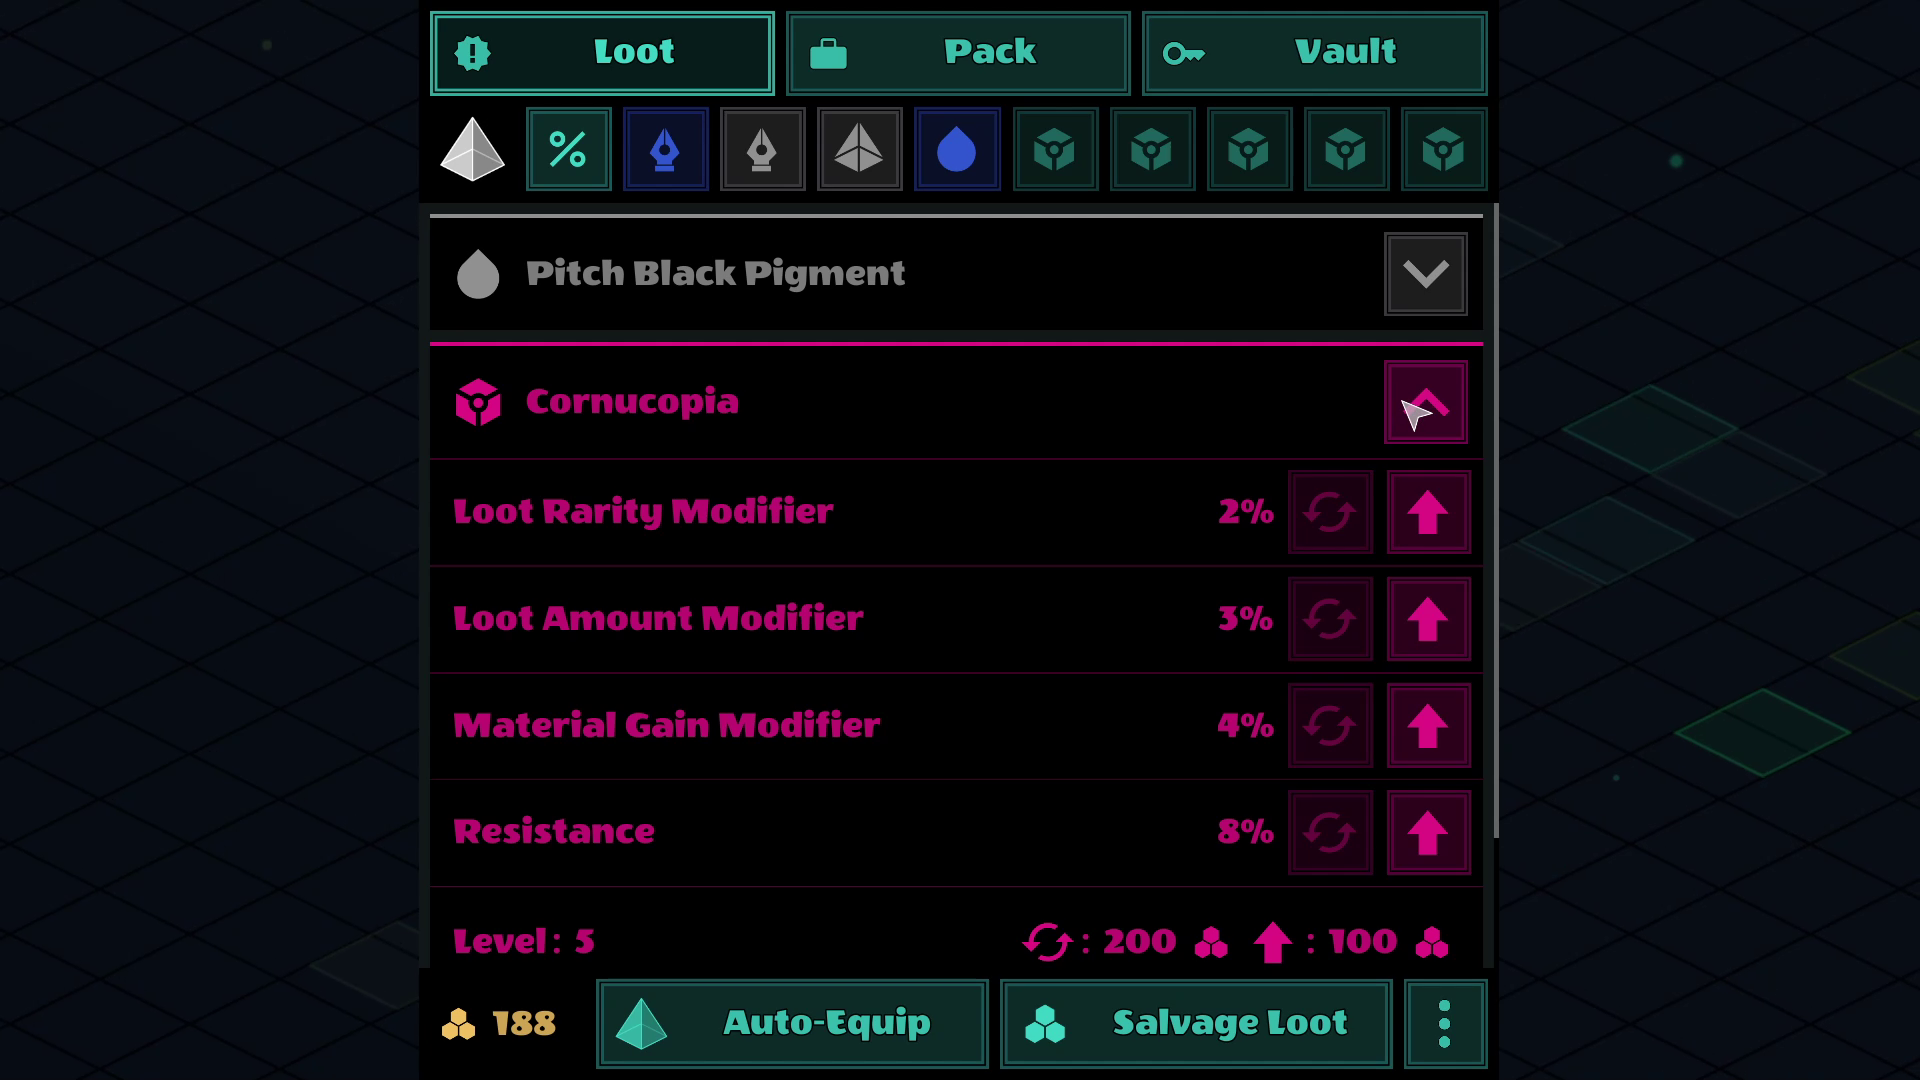 Loot
Pack
Vault
Pitch Black Pigment
Cornucopia
Loot Rarity Modifier 2%
Loot Amount Modifier 3%
Material Gain Modifier 4%
Resistance 8%
Level: 5 : 200 : 100
188 Auto-Equip Salvage Loot